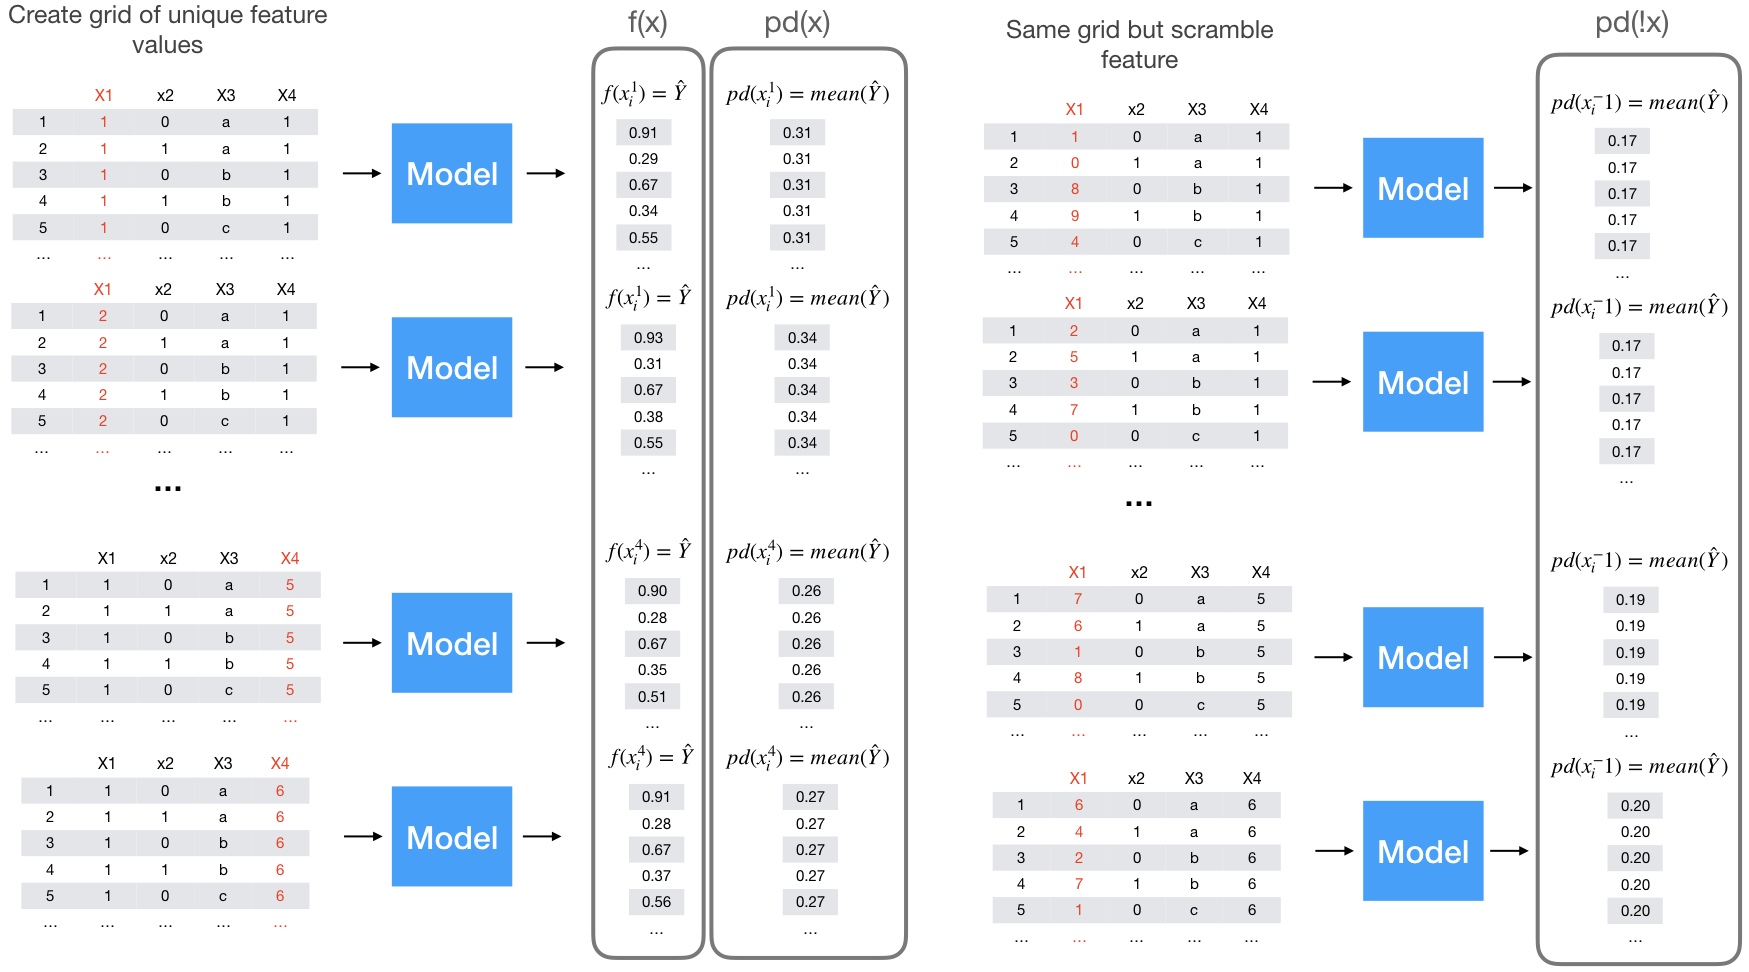 Create grid of unique feature
values
f(x)
pd(x)
X1 x2 X3 X4
1 1 0 a 1
2 1 1 a 1
3 1 0 b 1
4 1 1 b 1
5 1 0 c 1
... ... ... ... ...
Model
f(x_i^1) = Ŷ
0.91
0.29
0.67
0.34
0.55
...
pd(x_i^1) = mean(Ŷ)
0.31
0.31
0.31
0.31
0.31
...
X1 x2 X3 X4
1 2 0 a 1
2 2 1 a 1
3 2 0 b 1
4 2 1 b 1
5 2 0 c 1
... ... ... ... ...
Model
f(x_i^1) = Ŷ
0.93
0.31
0.67
0.38
0.55
...
pd(x_i^1) = mean(Ŷ)
0.34
0.34
0.34
0.34
0.34
...
...
X1 x2 X3 X4
1 1 0 a 5
2 1 1 a 5
3 1 0 b 5
4 1 1 b 5
5 1 0 c 5
... ... ... ... ...
Model
f(x_i^4) = Ŷ
0.90
0.28
0.67
0.35
0.51
...
pd(x_i^4) = mean(Ŷ)
0.26
0.26
0.26
0.26
0.26
...
X1 x2 X3 X4
1 1 0 a 6
2 1 1 a 6
3 1 0 b 6
4 1 1 b 6
5 1 0 c 6
... ... ... ... ...
Model
f(x_i^4) = Ŷ
0.91
0.28
0.67
0.37
0.56
...
pd(x_i^4) = mean(Ŷ)
0.27
0.27
0.27
0.27
0.27
...
Same grid but scramble
feature
pd(!x)
X1 x2 X3 X4
1 1 0 a 1
2 0 1 a 1
3 8 0 b 1
4 9 1 b 1
5 4 0 c 1
... ... ... ... ...
Model
pd(x_i^-1) = mean(Ŷ)
0.17
0.17
0.17
0.17
0.17
...
X1 x2 X3 X4
1 2 0 a 1
2 5 1 a 1
3 3 0 b 1
4 7 1 b 1
5 0 0 c 1
... ... ... ... ...
Model
pd(x_i^-1) = mean(Ŷ)
0.17
0.17
0.17
0.17
0.17
...
...
X1 x2 X3 X4
1 7 0 a 5
2 6 1 a 5
3 1 0 b 5
4 8 1 b 5
5 0 0 c 5
... ... ... ... ...
Model
pd(x_i^-1) = mean(Ŷ)
0.19
0.19
0.19
0.19
0.19
...
X1 x2 X3 X4
1 6 0 a 6
2 4 1 a 6
3 2 0 b 6
4 7 1 b 6
5 1 0 c 6
... ... ... ... ...
Model
pd(x_i^-1) = mean(Ŷ)
0.20
0.20
0.20
0.20
0.20
...